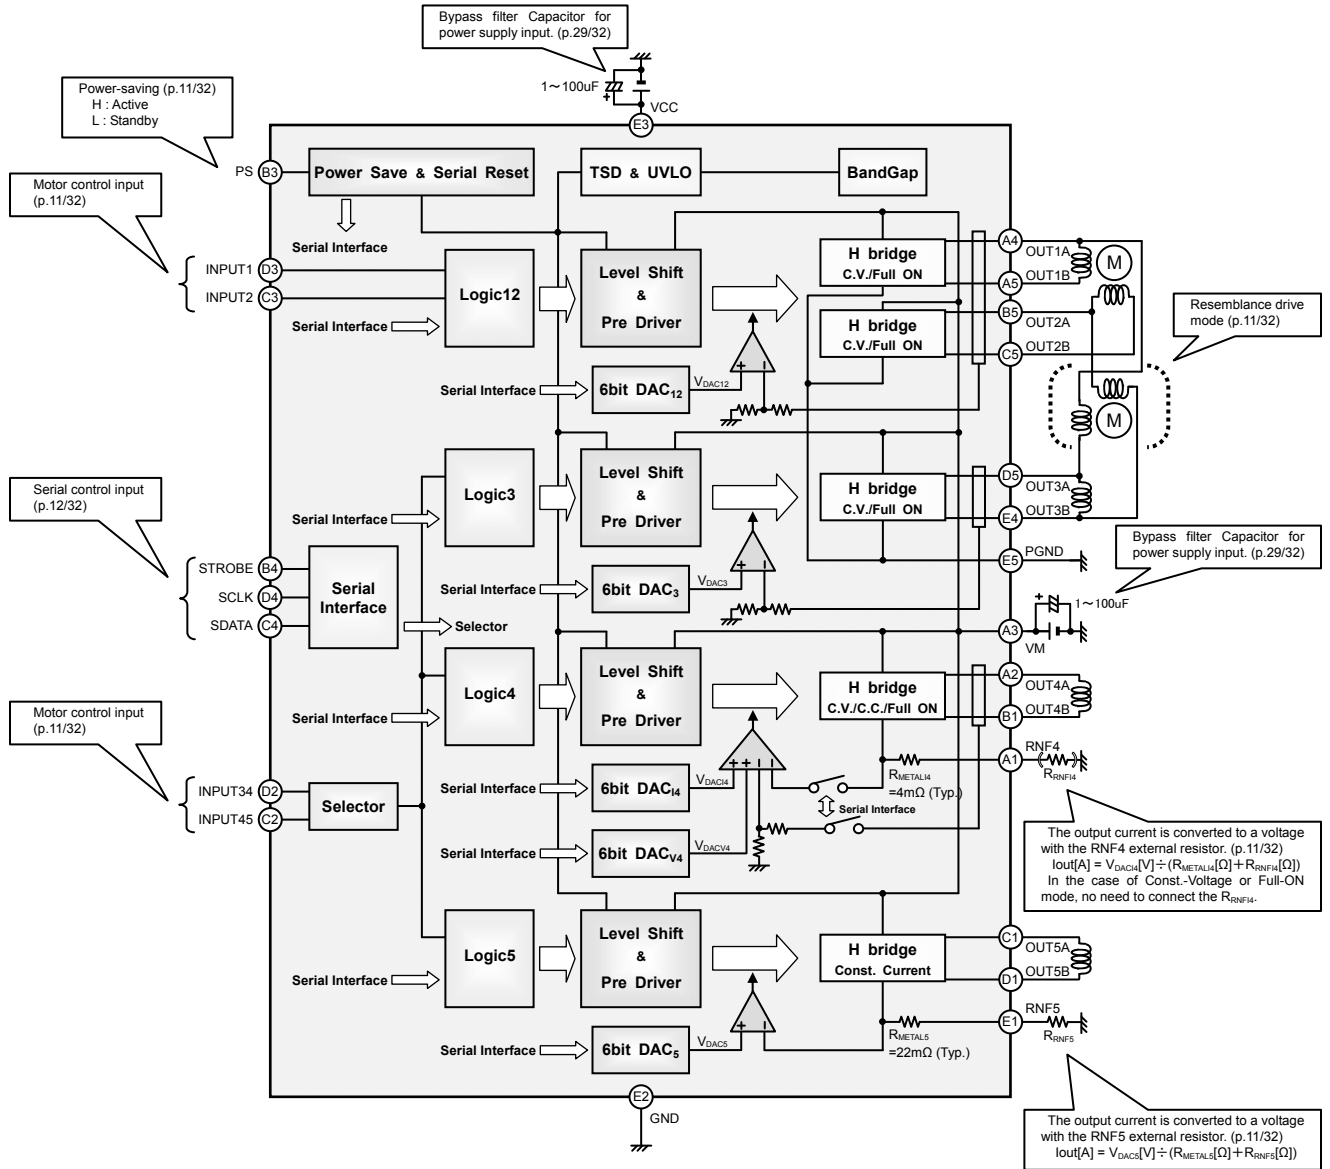 Bypass filter Capacitor for
power supply input. (p.29/32)
1～100uF
+
VCC
E3
Power-saving (p.11/32)
H : Active
L : Standby
PS
B3
Power Save & Serial Reset
TSD & UVLO
BandGap
Motor control input
(p.11/32)
Serial Interface
INPUT1
D3
INPUT2
C3
Serial Interface
Logic12
Level Shift
&
Pre Driver
H bridge
C.V./Full ON
H bridge
C.V./Full ON
A4
OUT1A
A5
OUT1B
M
B5
OUT2A
C5
OUT2B
Resemblance drive
mode (p.11/32)
M
Serial Interface
6bit DAC12
VDAC12
+ −
Serial control input
(p.12/32)
Serial Interface
Logic3
Level Shift
&
Pre Driver
H bridge
C.V./Full ON
D5
OUT3A
E4
OUT3B
E5
PGND
Bypass filter Capacitor for
power supply input. (p.29/32)
STROBE
B4
SCLK
D4
SDATA
C4
Serial
Interface
Selector
Serial Interface
6bit DAC3
VDAC3
+ −
+
1～100uF
A3
VM
Motor control input
(p.11/32)
Serial Interface
Logic4
Level Shift
&
Pre Driver
H bridge
C.V./C.C./Full ON
A2
OUT4A
B1
OUT4B
A1
RNF4
RRNFI4
RMETALI4
=4mΩ (Typ.)
INPUT34
D2
INPUT45
C2
Selector
Serial Interface
6bit DACI4
VDACI4
+ + − −
Serial Interface
Serial Interface
6bit DACV4
VDACV4
The output current is converted to a voltage
with the RNF4 external resistor. (p.11/32)
Iout[A] = VDACI4[V]÷(RMETALI4[Ω]＋RRNFI4[Ω])
In the case of Const.-Voltage or Full-ON
mode, no need to connect the RRNFI4.
Serial Interface
Logic5
Level Shift
&
Pre Driver
H bridge
Const. Current
C1
OUT5A
D1
OUT5B
E1
RNF5
RRNF5
RMETAL5
=22mΩ (Typ.)
Serial Interface
6bit DAC5
VDAC5
+ −
E2
GND
The output current is converted to a voltage
with the RNF5 external resistor. (p.11/32)
Iout[A] = VDAC5[V]÷(RMETAL5[Ω]＋RRNF5[Ω])